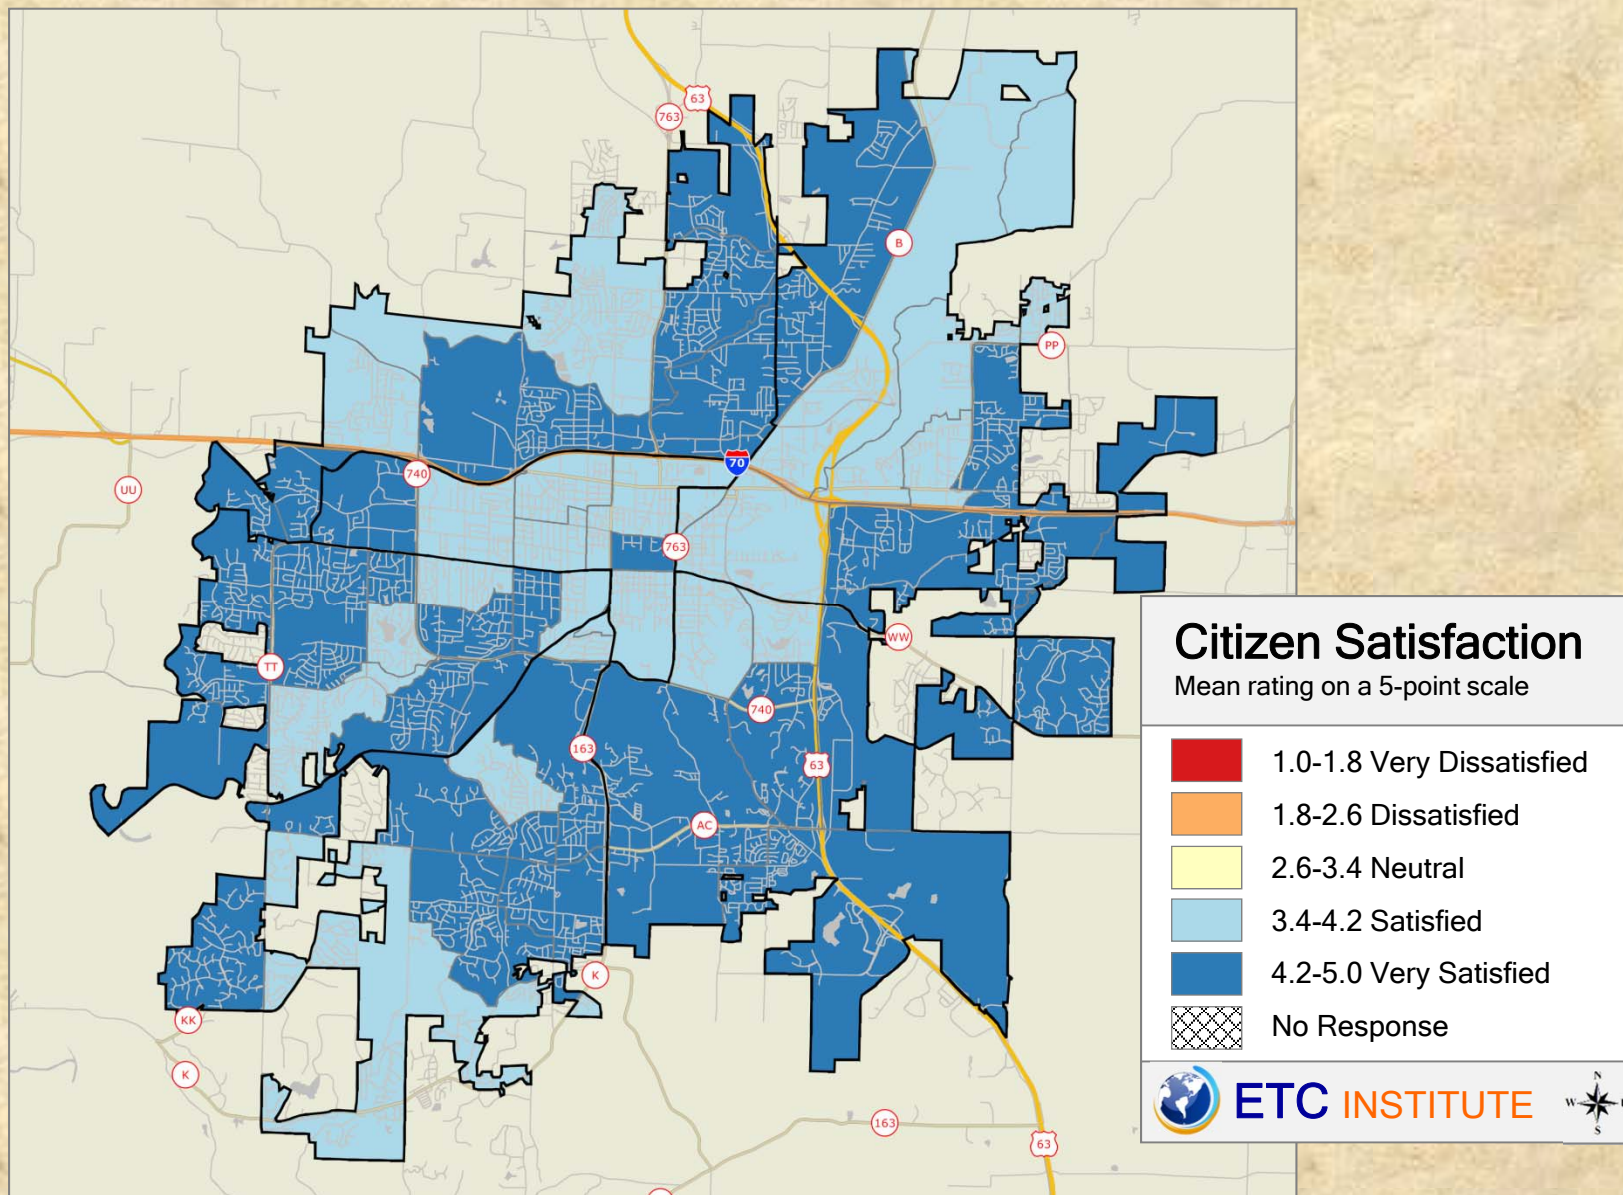 63
763
B
PP
70
740
UU
763
WW
TT
740
163
63
AC
K
KK
K
163
63
Citizen Satisfaction
Mean rating on a 5-point scale
1.0-1.8 Very Dissatisfied
1.8-2.6 Dissatisfied
2.6-3.4 Neutral
3.4-4.2 Satisfied
4.2-5.0 Very Satisfied
No Response
ETC INSTITUTE
N
W
S